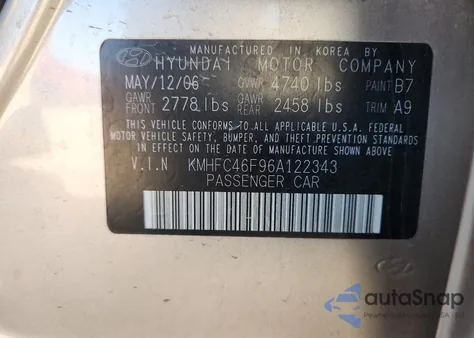 MANUFACTURED IN KOREA BY
HYUNDAI MOTOR COMPANY
MAY/12/06 GVWR 4740 lbs PAINT B7
GAWR FRONT 2778 lbs GAWR REAR 2458 lbs TRIM A9
THIS VEHICLE CONFORMS TO ALL APPLICABLE U.S.A. FEDERAL
MOTOR VEHICLE SAFETY, BUMPER, AND THEFT PREVENTION STANDARDS
IN EFFECT ON THE DATE OF MANUFACTURE SHOWN ABOVE.
V.I.N KMHFC46F96A122343
PASSENGER CAR
autoSnap